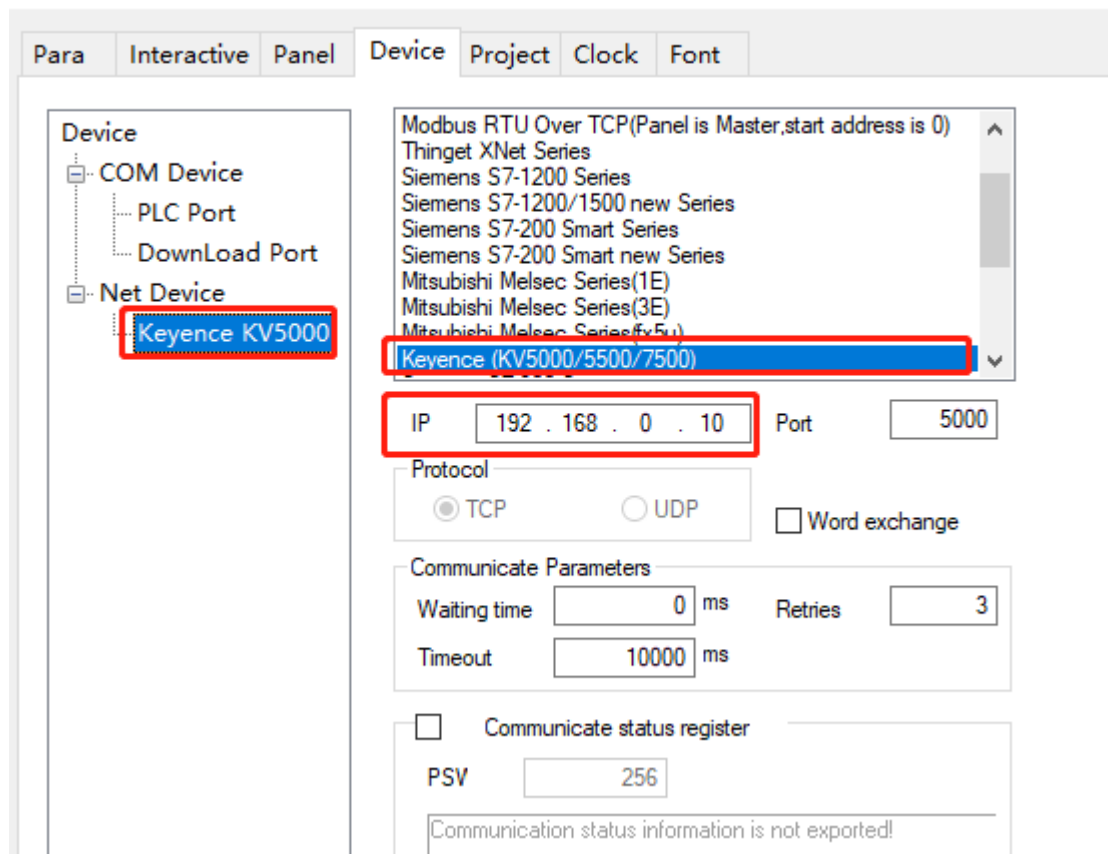 Para Interactive Panel Device Project Clock Font
Device
COM Device
PLC Port
DownLoad Port
Net Device
Keyence KV5000
Modbus RTU Over TCP(Panel is Master,start address is 0)
Thinget XNet Series
Siemens S7-1200 Series
Siemens S7-1200/1500 new Series
Siemens S7-200 Smart Series
Siemens S7-200 Smart new Series
Mitsubishi Melsec Series(1E)
Mitsubishi Melsec Series(3E)
Mitsubishi Melsec Series(fx5u)
Keyence (KV5000/5500/7500)
IP 192 . 168 . 0 . 10 Port 5000
Protocol
TCP UDP
Word exchange
Communicate Parameters
Waiting time 0 ms Retries 3
Timeout 10000 ms
Communicate status register
PSW 256
Communication status information is not exported!